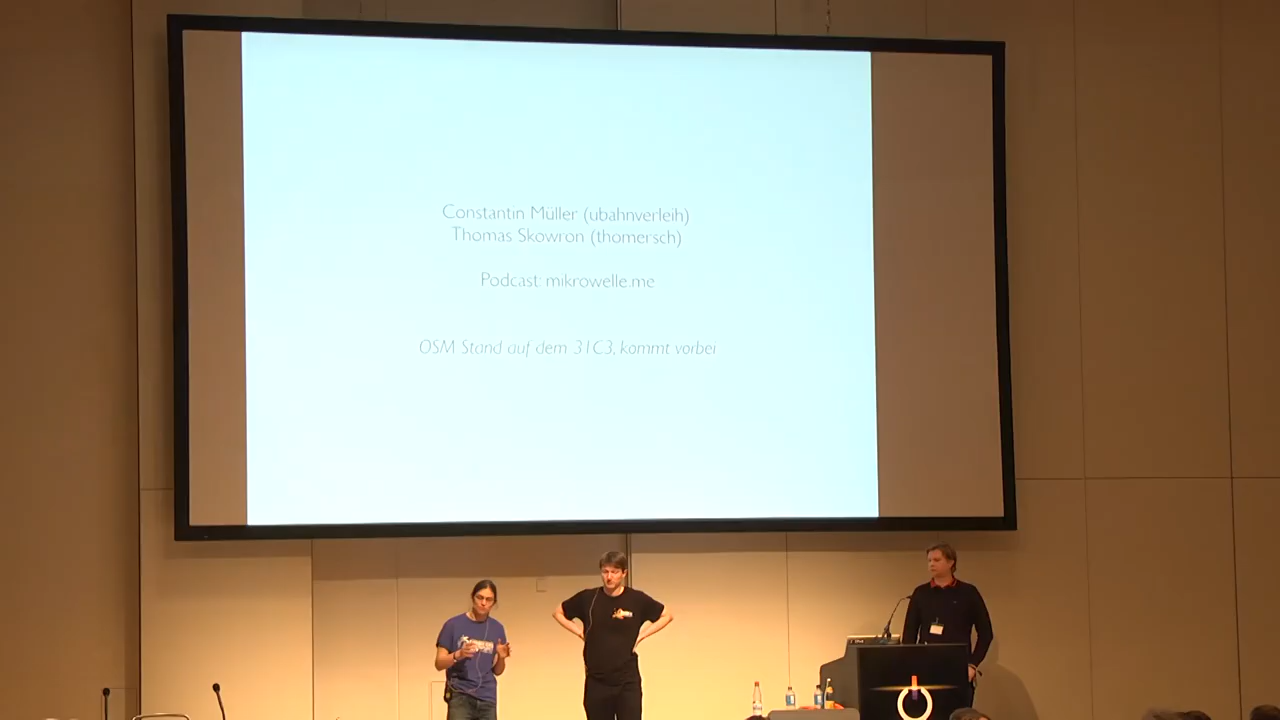 Constantin Müller (ubahnverleih)
Thomas Skowron (thomersch)
Podcast: mikrowelle.me
OSM Stand auf dem 31C3, kommt vorbei